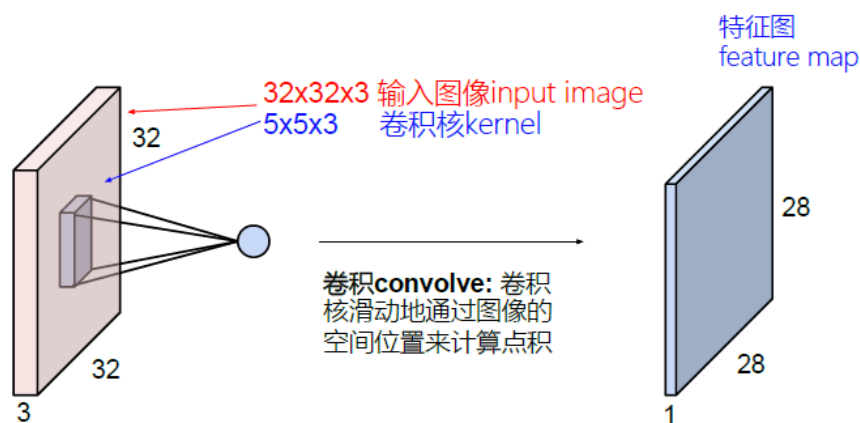 特征图
feature map
32x32x3 输入图像input image
5x5x3 卷积核kernel
32
32
3
卷积convolve: 卷积
核滑动地通过图像的
空间位置来计算点积
28
28
1